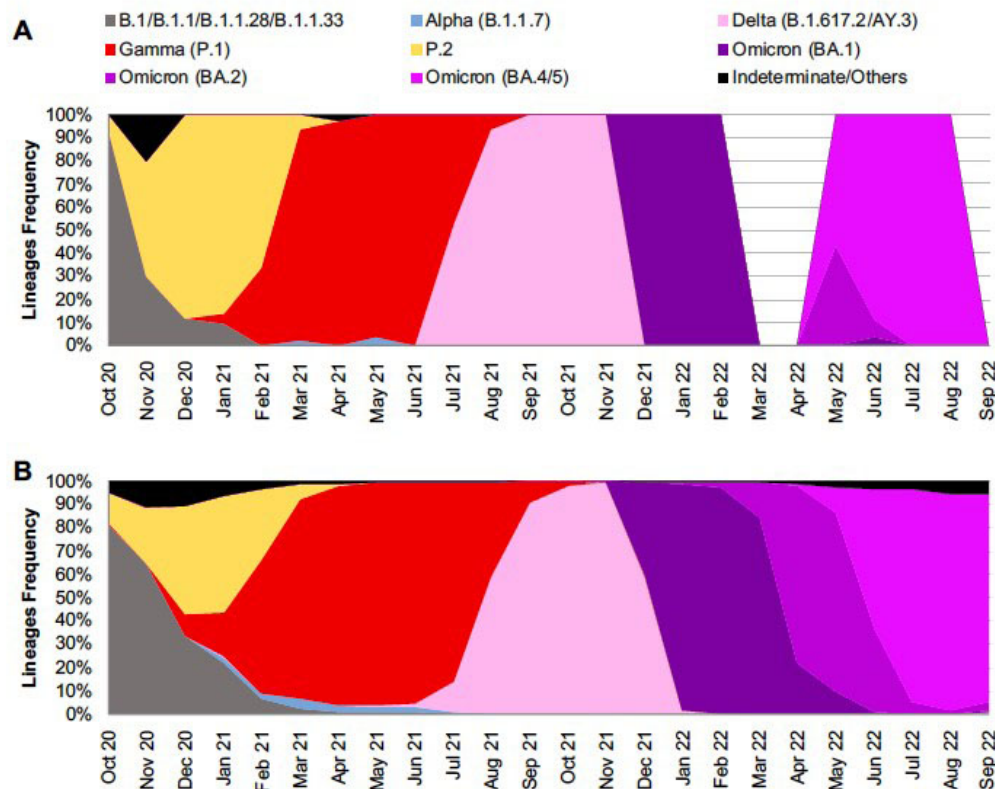 A
B.1/B.1.1/B.1.1.28/B.1.1.33 Alpha (B.1.1.7) Delta (B.1.617.2/AY.3)
Gamma (P.1) P.2 Omicron (BA.1)
Omicron (BA.2) Omicron (BA.4/5) Indeterminate/Others
Lineages Frequency
100%
90%
80%
70%
60%
50%
40%
30%
20%
10%
0%
Oct 20 Nov 20 Dec 20 Jan 21 Feb 21 Mar 21 Apr 21 May 21 Jun 21 Jul 21 Aug 21 Sep 21 Oct 21 Nov 21 Dec 21 Jan 22 Feb 22 Mar 22 Apr 22 May 22 Jun 22 Jul 22 Aug 22 Sep 22
B
Lineages Frequency
100%
90%
80%
70%
60%
50%
40%
30%
20%
10%
0%
Oct 20 Nov 20 Dec 20 Jan 21 Feb 21 Mar 21 Apr 21 May 21 Jun 21 Jul 21 Aug 21 Sep 21 Oct 21 Nov 21 Dec 21 Jan 22 Feb 22 Mar 22 Apr 22 May 22 Jun 22 Jul 22 Aug 22 Sep 22